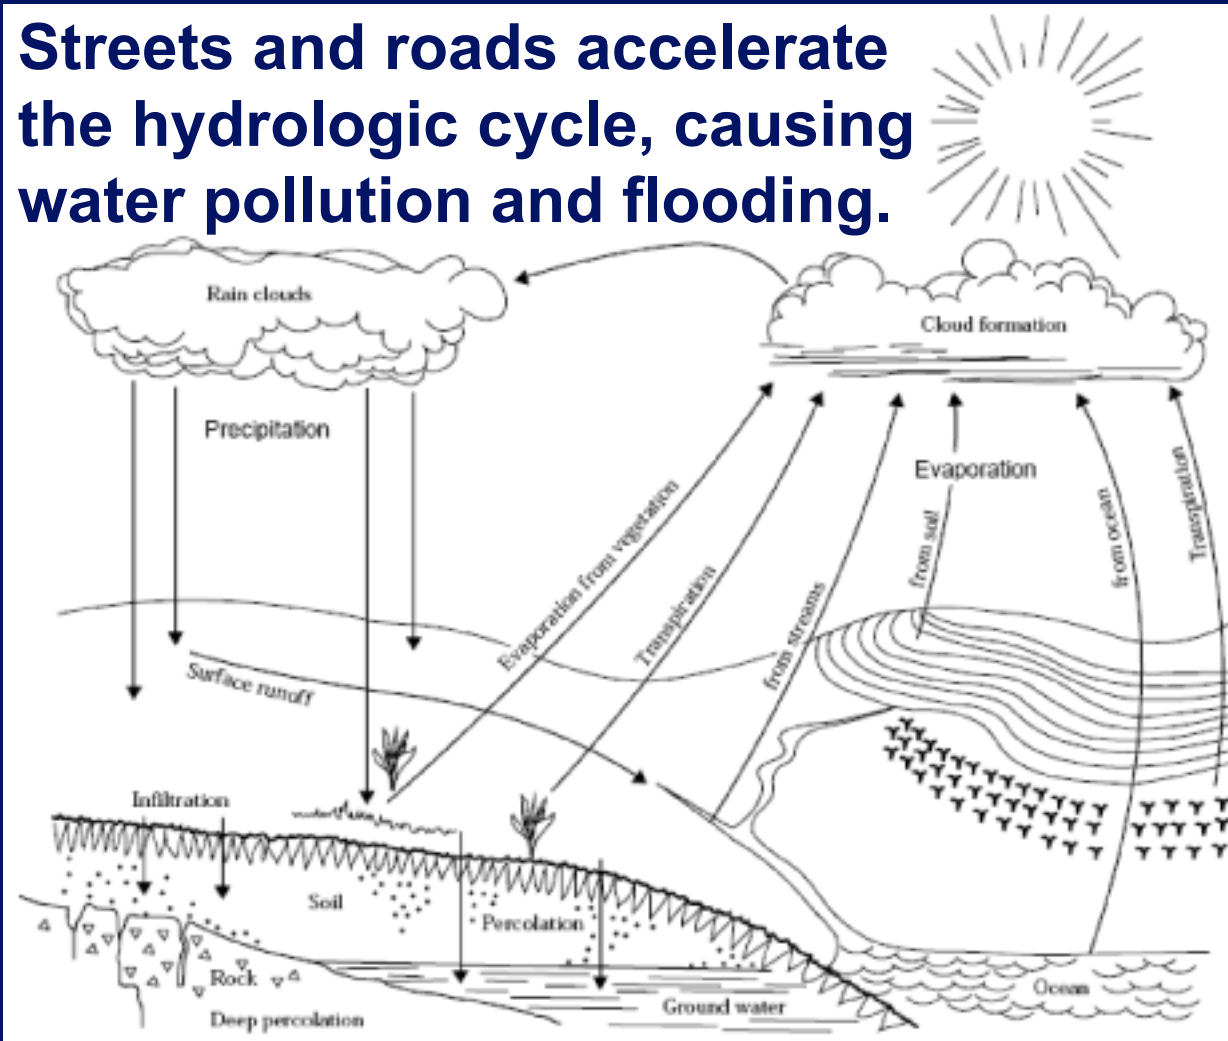 Streets and roads accelerate
the hydrologic cycle, causing
water pollution and flooding.
Rain clouds
Cloud formation
Precipitation
Evaporation
Evaporation from vegetation
Transpiration
from streams
from soil
from ocean
Transpiration
Surface runoff
Infiltration
Soil
Percolation
Rock
Ground water
Ocean
Deep percolation